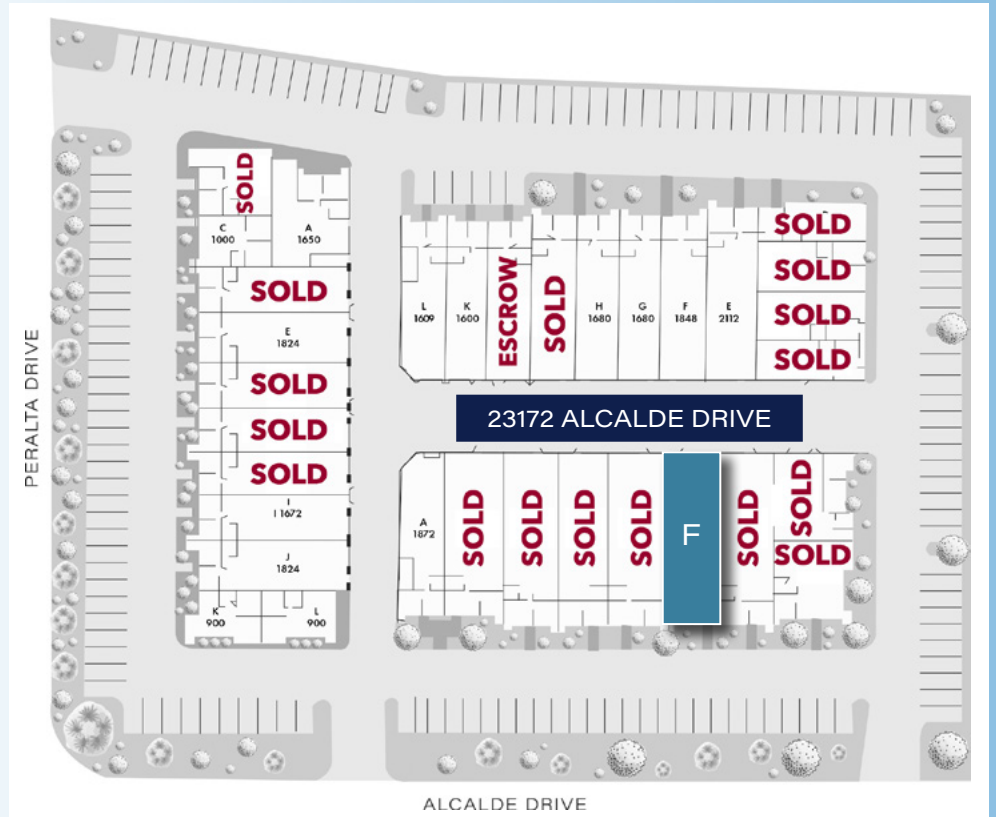 SOLD
C
1000
A
1650
SOLD
E
1824
SOLD
SOLD
SOLD
I
I 1672
J
1824
K
900
L
900
PERALTA DRIVE
L
1609
K
1600
ESCROW
SOLD
H
1680
G
1680
F
1848
E
2112
SOLD
SOLD
SOLD
SOLD
23172 ALCALDE DRIVE
A
1872
SOLD
SOLD
SOLD
SOLD
F
SOLD
SOLD
SOLD
ALCALDE DRIVE